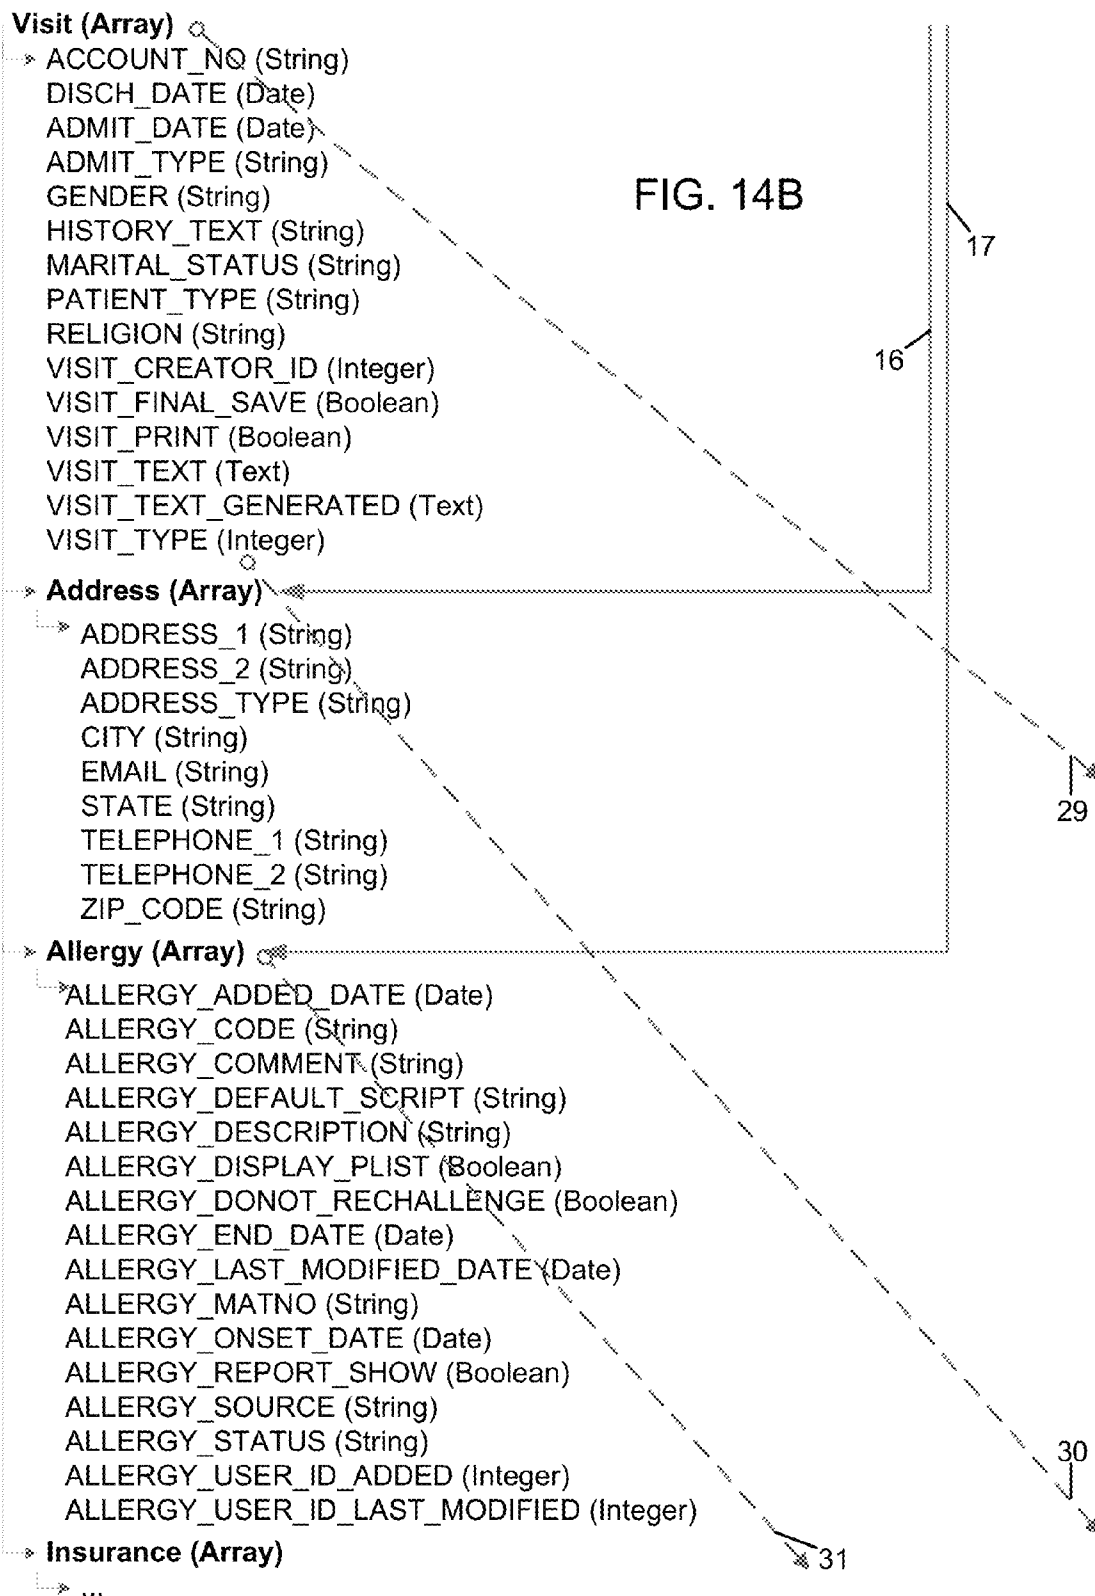 Visit (Array)
ACCOUNT_NO (String)
DISCH_DATE (Date)
ADMIT_DATE (Date)
ADMIT_TYPE (String)
GENDER (String)
FIG. 14B
HISTORY_TEXT (String)
17
MARITAL_STATUS (String)
PATIENT_TYPE (String)
RELIGION (String)
16
VISIT_CREATOR_ID (Integer)
VISIT_FINAL_SAVE (Boolean)
VISIT_PRINT (Boolean)
VISIT_TEXT (Text)
VISIT_TEXT_GENERATED (Text)
VISIT_TYPE (Integer)
Address (Array)
ADDRESS_1 (String)
ADDRESS_2 (String)
ADDRESS_TYPE (String)
CITY (String)
EMAIL (String)
STATE (String)
29
TELEPHONE_1 (String)
TELEPHONE_2 (String)
ZIP_CODE (String)
Allergy (Array)
ALLERGY_ADDED_DATE (Date)
ALLERGY_CODE (String)
ALLERGY_COMMENT (String)
ALLERGY_DEFAULT_SCRIPT (String)
ALLERGY_DESCRIPTION (String)
ALLERGY_DISPLAY_PLIST (Boolean)
ALLERGY_DONOT_RECHALLENGE (Boolean)
ALLERGY_END_DATE (Date)
ALLERGY_LAST_MODIFIED_DATE (Date)
ALLERGY_MATNO (String)
ALLERGY_ONSET_DATE (Date)
ALLERGY_REPORT_SHOW (Boolean)
ALLERGY_SOURCE (String)
ALLERGY_STATUS (String)
30
ALLERGY_USER_ID_ADDED (Integer)
ALLERGY_USER_ID_LAST_MODIFIED (Integer)
Insurance (Array)
31
...